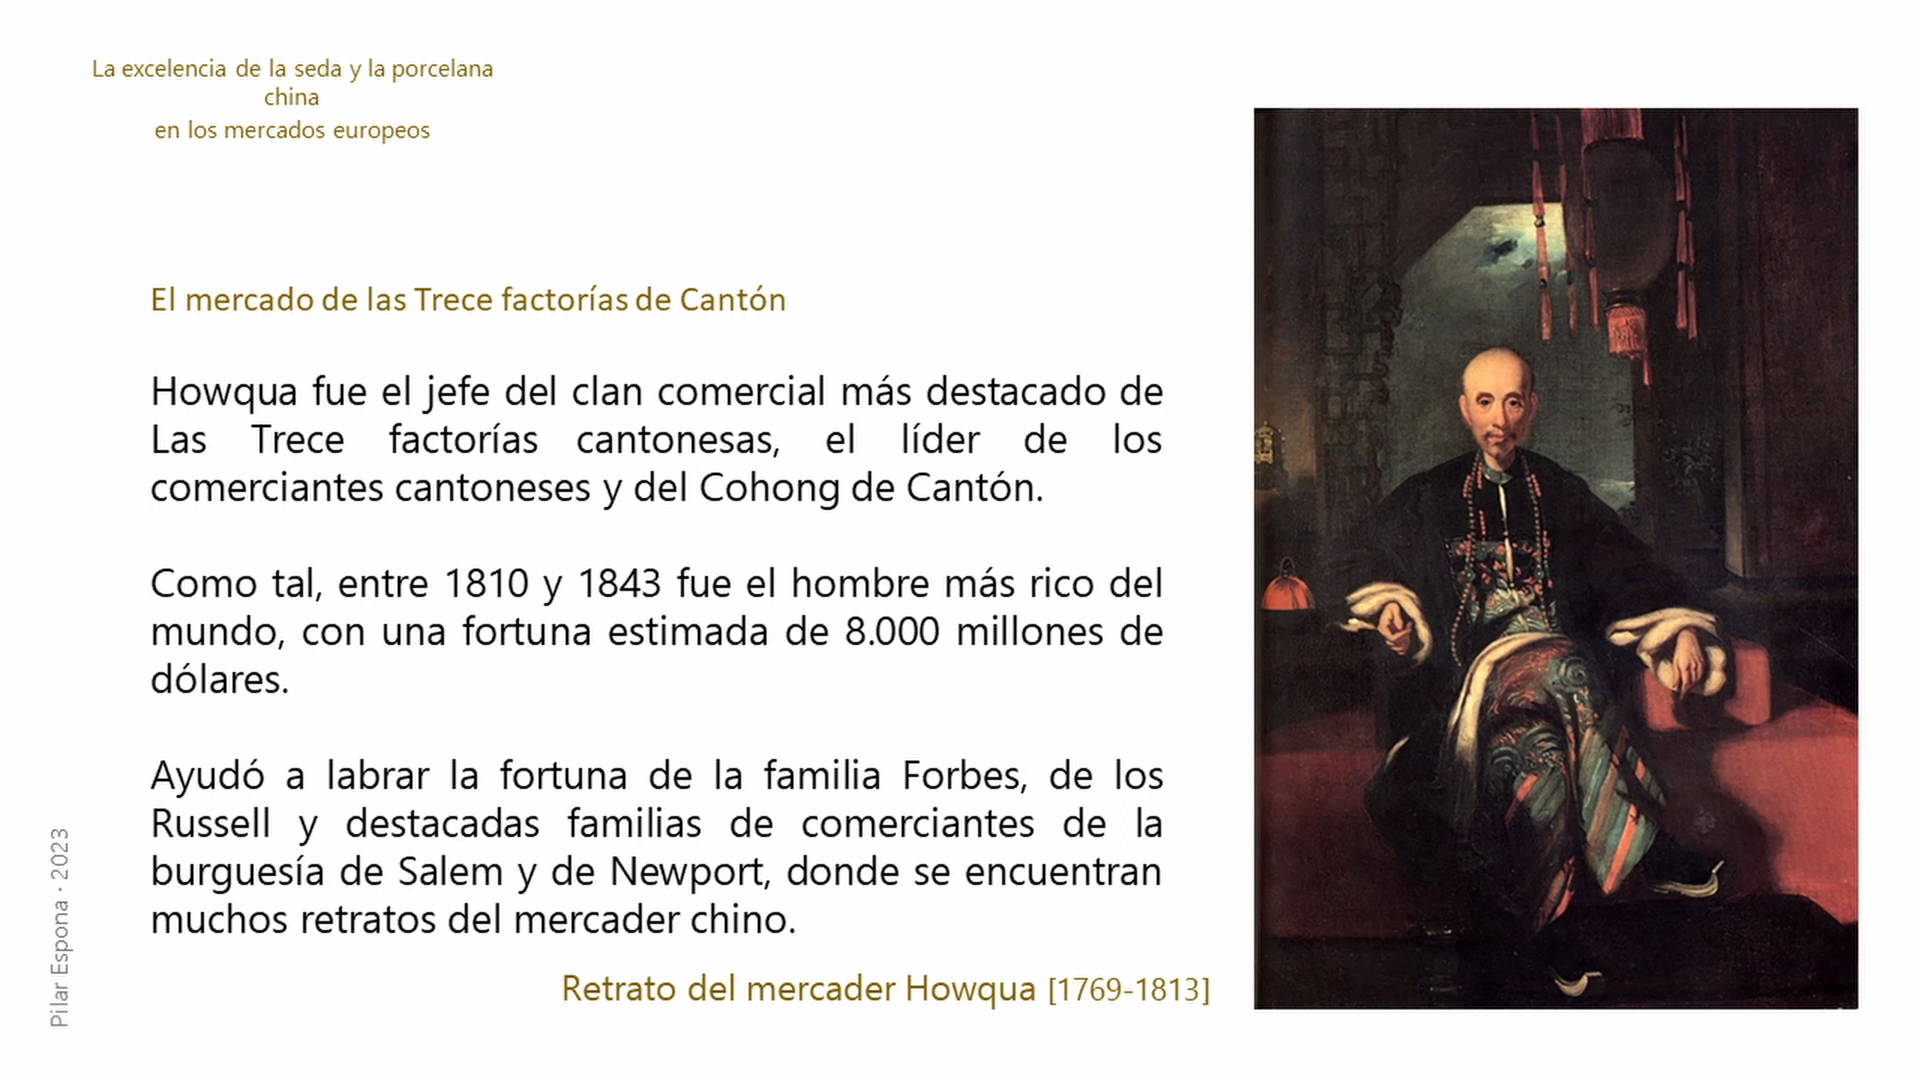 La excelencia de la seda y la porcelana
china
en los mercados europeos
El mercado de las Trece factorías de Cantón
Howqua fue el jefe del clan comercial más destacado de
Las Trece factorías cantonesas, el líder de los
comerciantes cantoneses y del Cohong de Cantón.
Como tal, entre 1810 y 1843 fue el hombre más rico del
mundo, con una fortuna estimada de 8.000 millones de
dólares.
Ayudó a labrar la fortuna de la familia Forbes, de los
Russell y destacadas familias de comerciantes de la
burguesía de Salem y de Newport, donde se encuentran
muchos retratos del mercader chino.
Retrato del mercader Howqua [1769-1813]
Pilar Espona · 2023